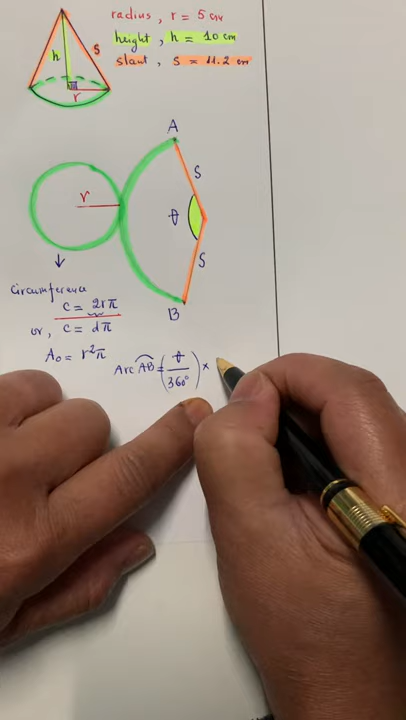 radius, r = 5 cm
height, h = 10 cm
slant, s = 11.2 cm
h
s
r
A
r
S
θ
S
B
Circumference
c = 2rπ
or, c = dπ
A₀ = r²π
Arc AB = (θ/360°) ×